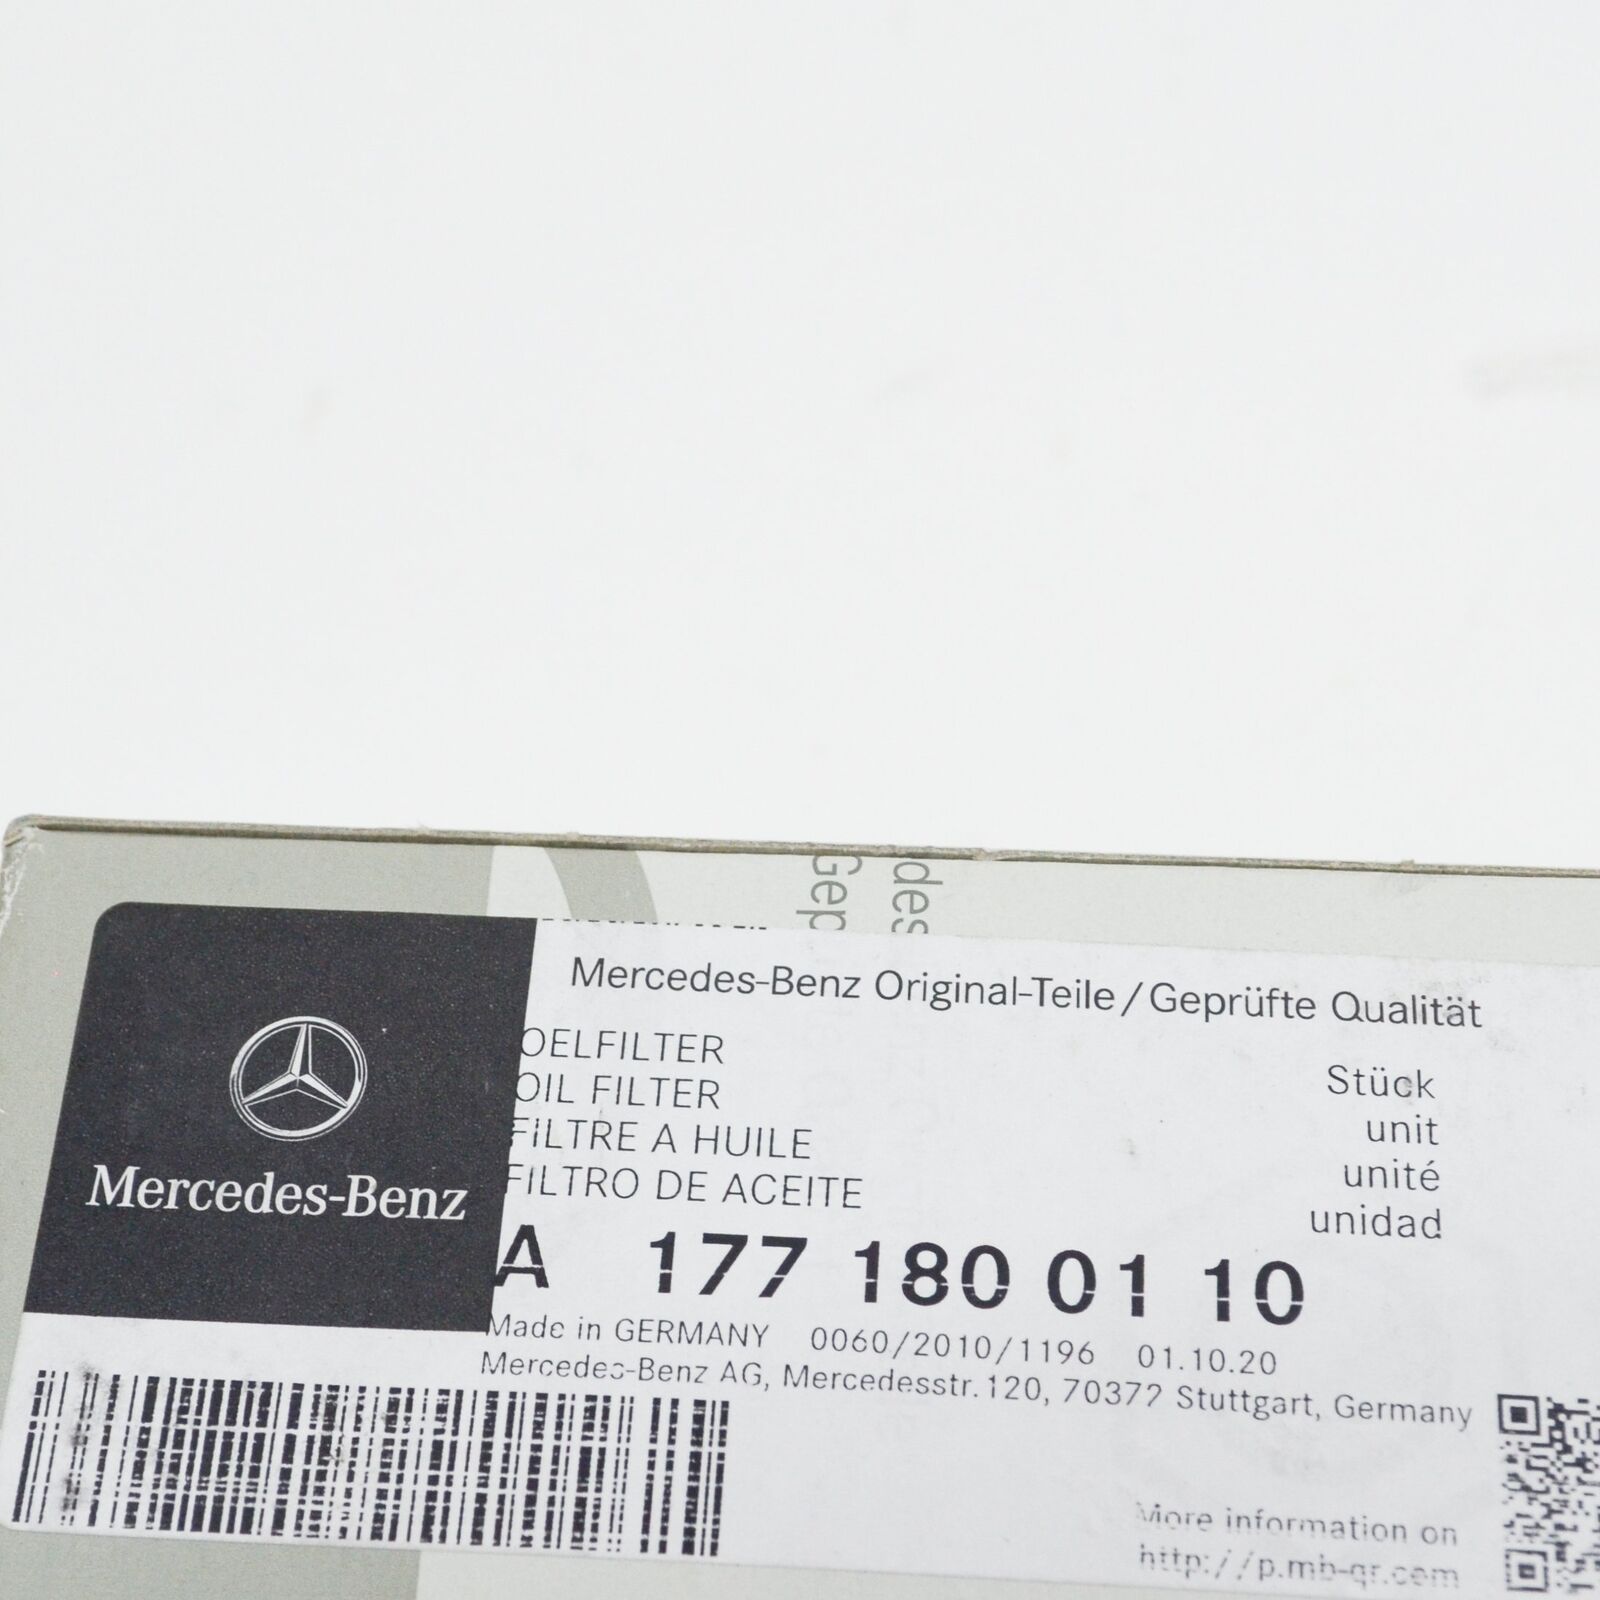 des
Gep
Mercedes-Benz Original-Teile/Geprüfte Qualität
OELFILTER
OIL FILTER
FILTRE A HUILE
FILTRO DE ACEITE
Stück
unit
unité
unidad
Mercedes-Benz
A 177 180 01 10
Made in GERMANY 0060/2010/1196 01.10.20
Mercedes-Benz AG, Mercedesstr. 120, 70372 Stuttgart, Germany
More information on
http://p.mb-qr.com